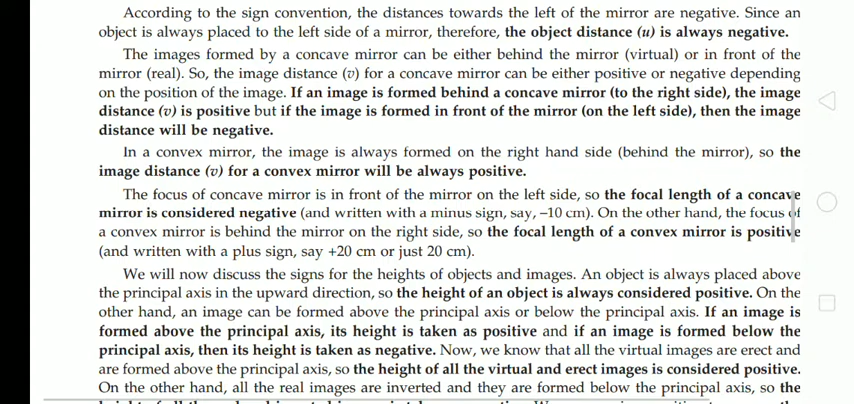 According to the sign convention, the distances towards the left of the mirror are negative. Since an
object is always placed to the left side of a mirror, therefore, the object distance (u) is always negative.
The images formed by a concave mirror can be either behind the mirror (virtual) or in front of the
mirror (real). So, the image distance (v) for a concave mirror can be either positive or negative depending
on the position of the image. If an image is formed behind a concave mirror (to the right side), the image
distance (v) is positive but if the image is formed in front of the mirror (on the left side), then the image
distance will be negative.
In a convex mirror, the image is always formed on the right hand side (behind the mirror), so the
image distance (v) for a convex mirror will be always positive.
The focus of concave mirror is in front of the mirror on the left side, so the focal length of a concave
mirror is considered negative (and written with a minus sign, say, –10 cm). On the other hand, the focus of
a convex mirror is behind the mirror on the right side, so the focal length of a convex mirror is positive
(and written with a plus sign, say +20 cm or just 20 cm).
We will now discuss the signs for the heights of objects and images. An object is always placed above
the principal axis in the upward direction, so the height of an object is always considered positive. On the
other hand, an image can be formed above the principal axis or below the principal axis. If an image is
formed above the principal axis, its height is taken as positive and if an image is formed below the
principal axis, then its height is taken as negative. Now, we know that all the virtual images are erect and
are formed above the principal axis, so the height of all the virtual and erect images is considered positive.
On the other hand, all the real images are inverted and they are formed below the principal axis, so the